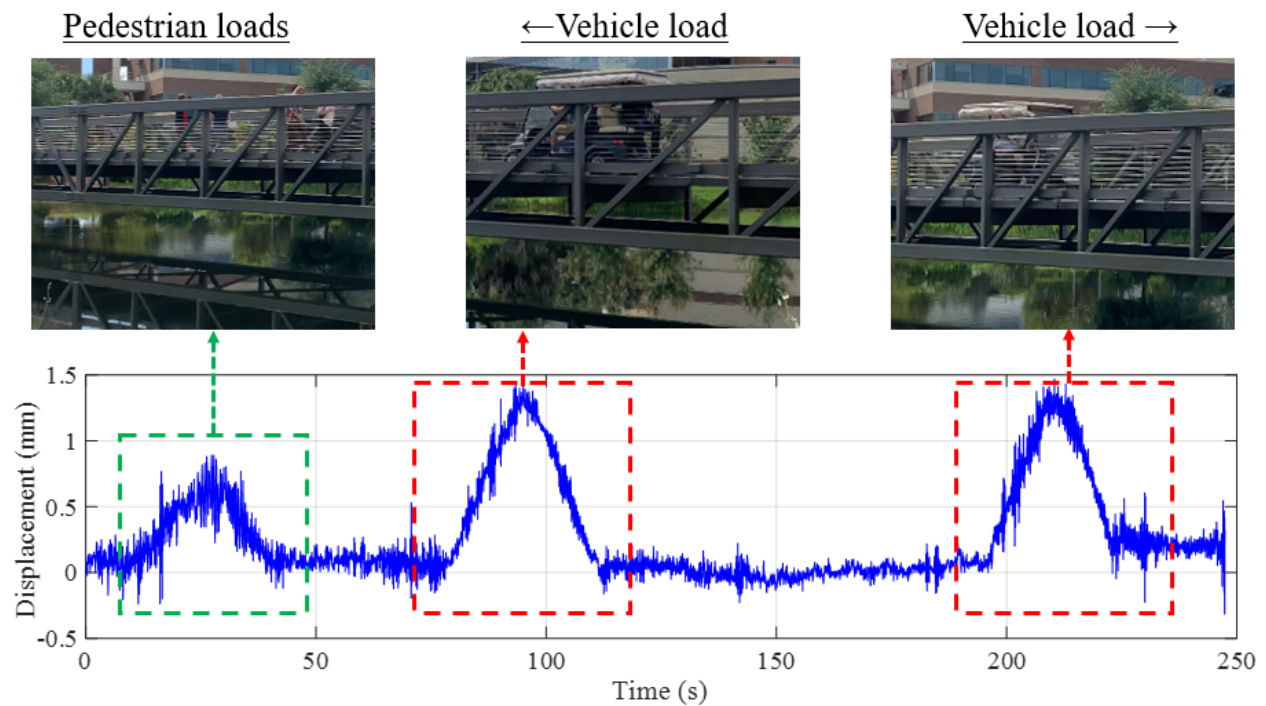 Pedestrian loads
←Vehicle load
Vehicle load →
1.5
1
0.5
0
-0.5
Displacement (mm)
0
50
100
150
200
250
Time (s)